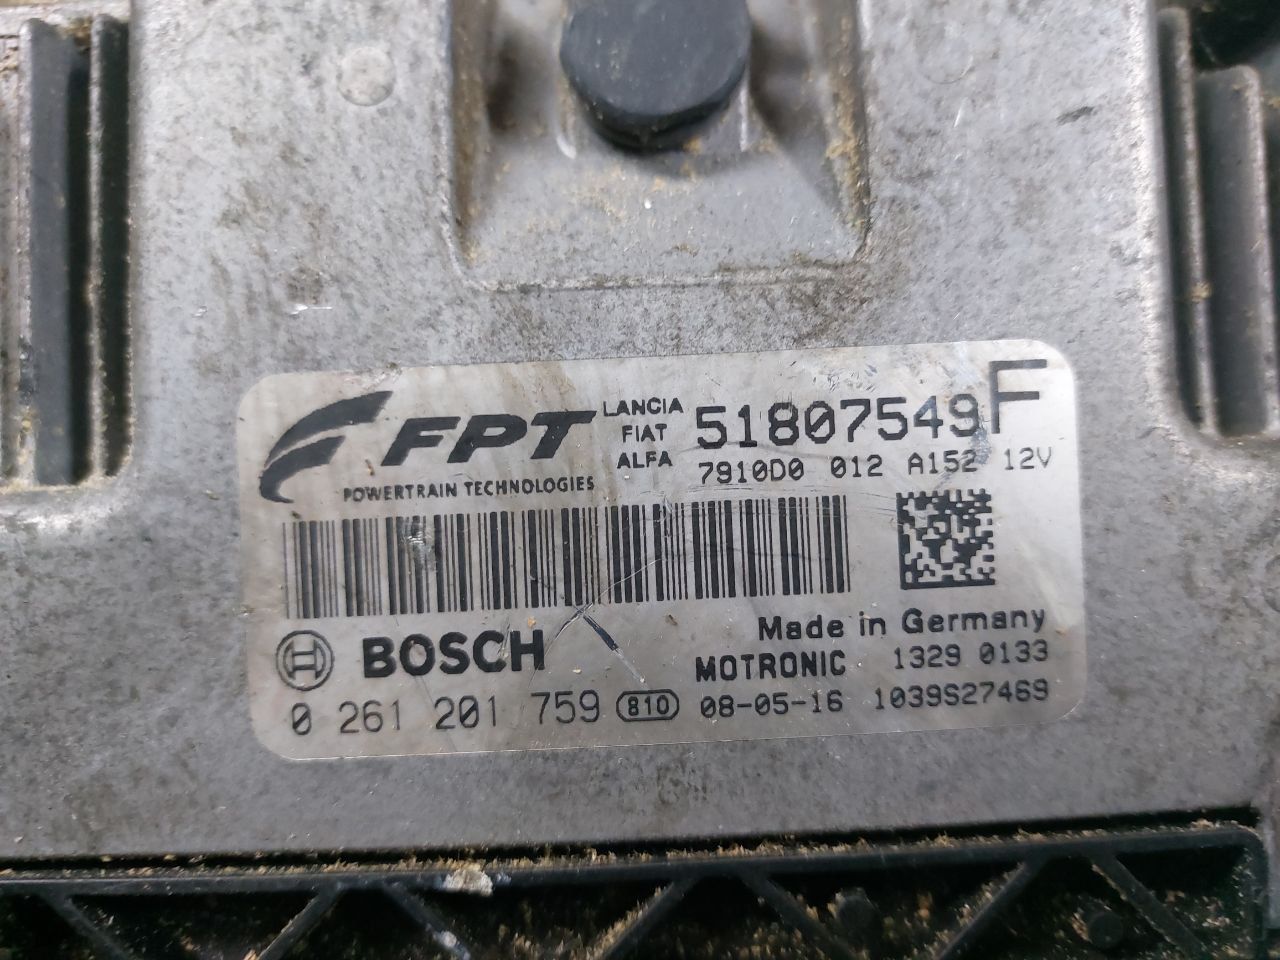 FPT
POWERTRAIN TECHNOLOGIES
LANCIA
FIAT
ALFA
51807549F
7910D0 012 A152 12V
BOSCH
Made in Germany
MOTRONIC 1329 0133
0 261 201 759 810 08-05-16 1039S27469